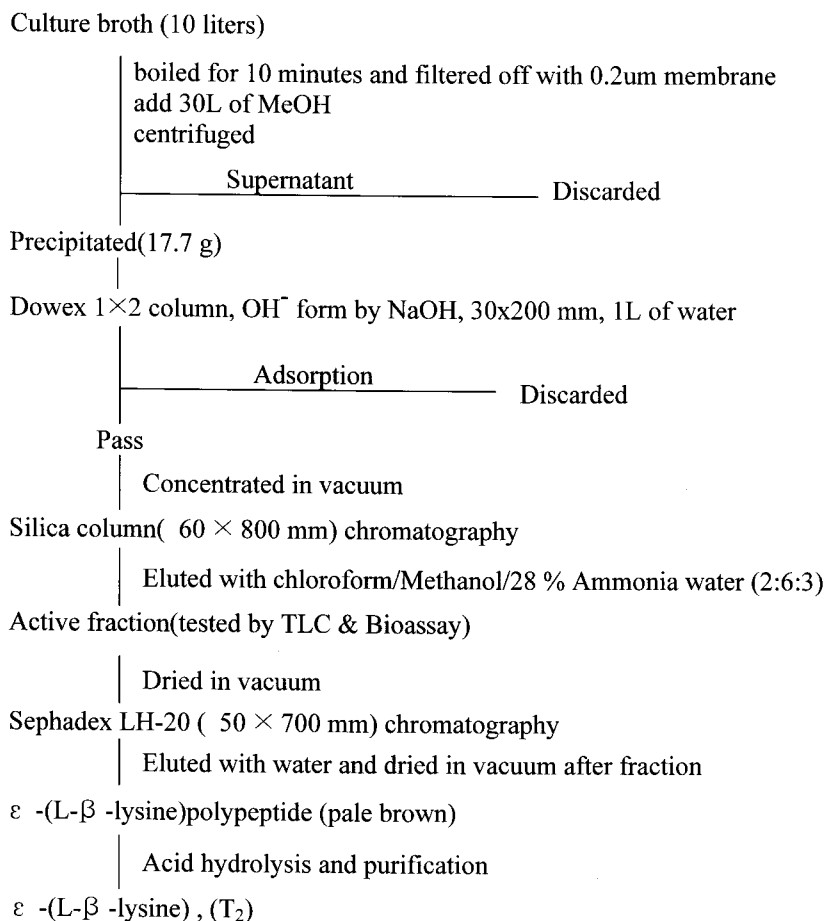 Culture broth (10 liters)
boiled for 10 minutes and filtered off with 0.2um membrane
add 30L of MeOH
centrifuged
Supernatant
Discarded
Precipitated(17.7 g)
Dowex 1×2 column, OH⁻ form by NaOH, 30x200 mm, 1L of water
Adsorption
Discarded
Pass
Concentrated in vacuum
Silica column( 60 × 800 mm) chromatography
Eluted with chloroform/Methanol/28 % Ammonia water (2:6:3)
Active fraction(tested by TLC & Bioassay)
Dried in vacuum
Sephadex LH-20 ( 50 × 700 mm) chromatography
Eluted with water and dried in vacuum after fraction
ε -(L-β -lysine)polypeptide (pale brown)
Acid hydrolysis and purification
ε -(L-β -lysine) , (T₂)